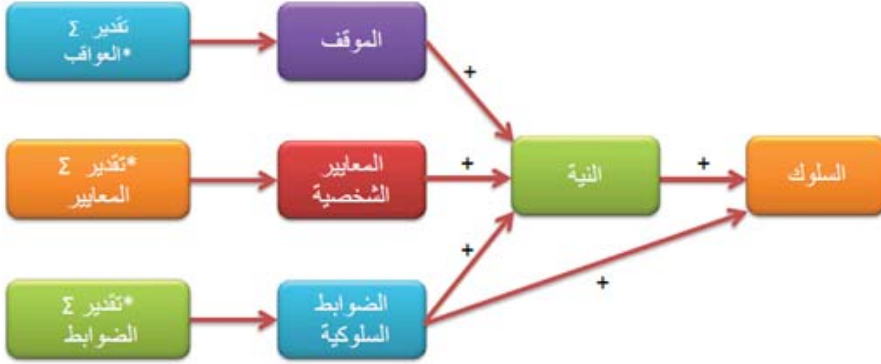 تقدير Σ
العواقب*
الموقف
+
تقدير* Σ
المعايير
المعايير
الشخصية
+
النية
+
السلوك
+
+
تقدير* Σ
الضوابط
الضوابط
السلوكية